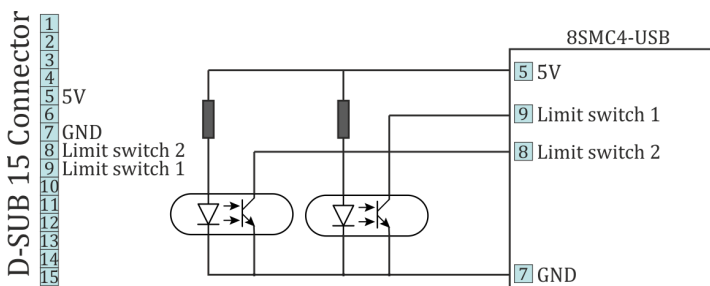 D-SUB 15 Connector
1
2
3
4
5 5V
6
7 GND
8 Limit switch 2
9 Limit switch 1
10
11
12
13
14
15
8SMC4-USB
5 5V
9 Limit switch 1
8 Limit switch 2
7 GND